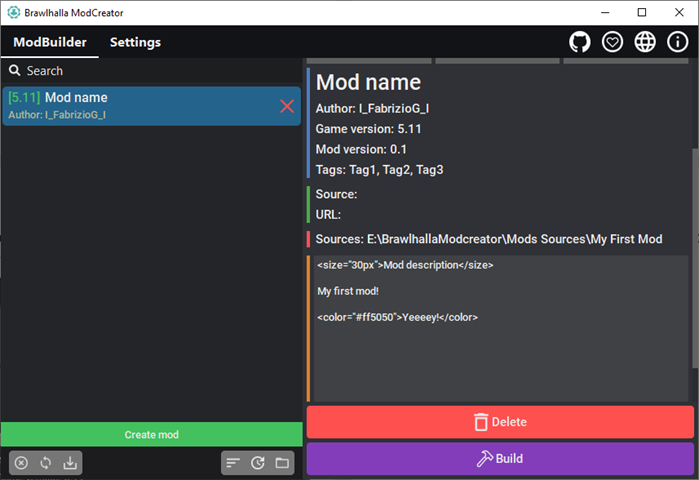 Brawlhalla ModCreator
ModBuilder Settings
Search
[5.11] Mod name
Author: I_FabrizioG_I
Create mod
Mod name
Author: I_FabrizioG_I
Game version: 5.11
Mod version: 0.1
Tags: Tag1, Tag2, Tag3
Source:
URL:
Sources: E:\BrawlhallaModcreator\Mods Sources\My First Mod
<size="30px">Mod description</size>
My first mod!
<color="#ff5050">Yeeeey!</color>
Delete
Build